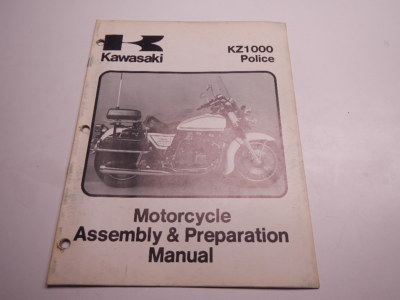 Kawasaki
KZ1000
Police
Motorcycle
Assembly & Preparation
Manual